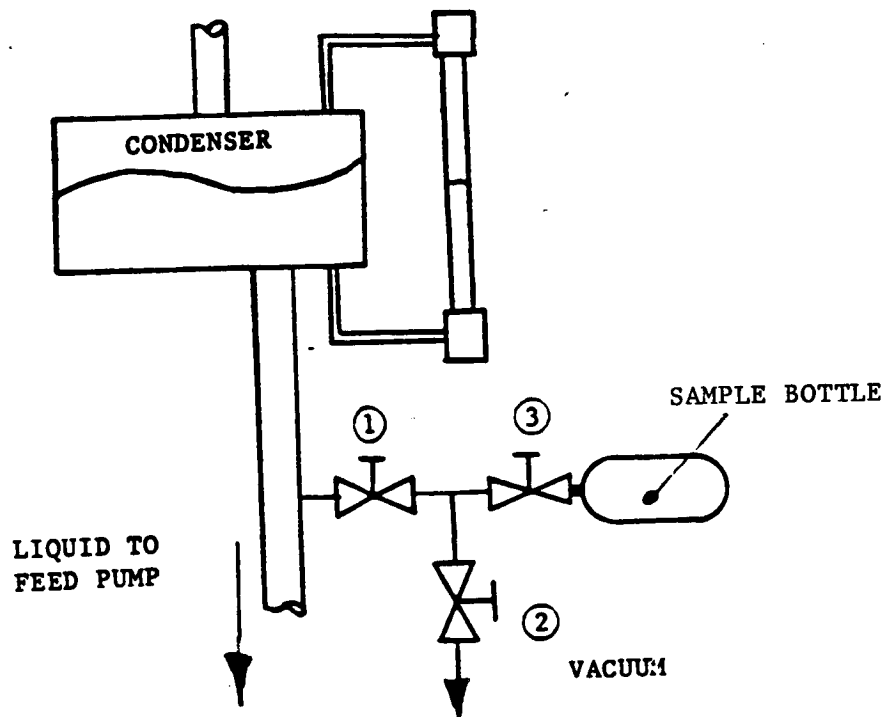 CONDENSER
SAMPLE BOTTLE
1
3
LIQUID TO
FEED PUMP
2
VACUUM